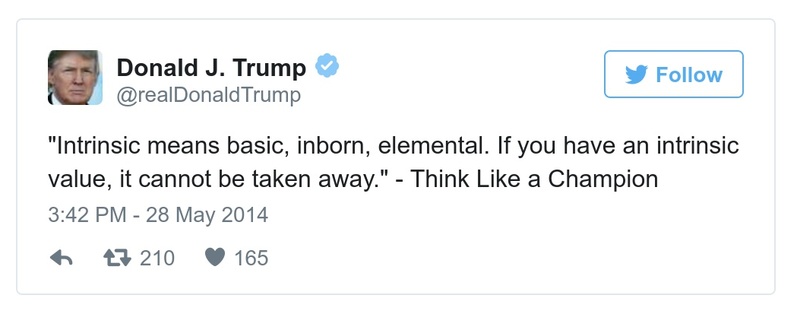 Donald J. Trump
@realDonaldTrump
Follow
"Intrinsic means basic, inborn, elemental. If you have an intrinsic
value, it cannot be taken away." - Think Like a Champion
3:42 PM - 28 May 2014
210 165